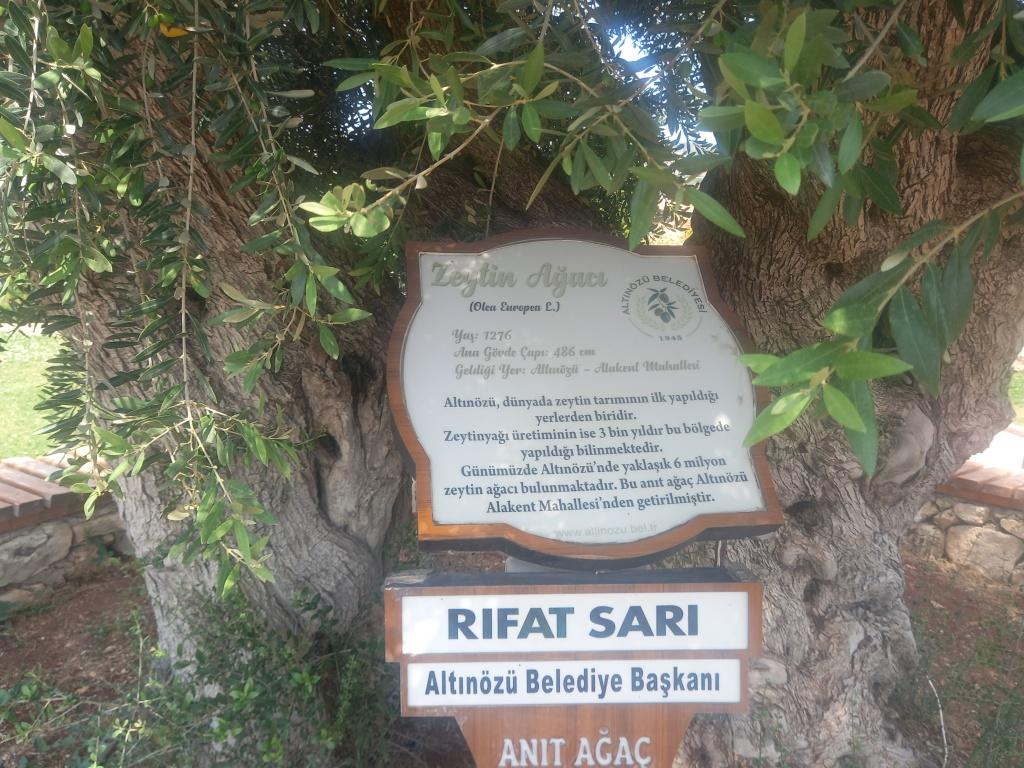 Zeytin Ağacı
(Olea Europea L.)
ALTINÖZÜ BELEDİYESİ
1945
Yaş: 1276
Ana Gövde Çapı: 486 cm
Geldiği Yer: Altınözü - Alakent Mahallesi
Altınözü, dünyada zeytin tarımının ilk yapıldığı
yerlerden biridir.
Zeytinyağı üretiminin ise 3 bin yıldır bu bölgede
yapıldığı bilinmektedir.
Günümüzde Altınözü'nde yaklaşık 6 milyon
zeytin ağacı bulunmaktadır. Bu anıt ağaç Altınözü
Alakent Mahallesi'nden getirilmiştir.
www.altinozu.bel.tr
RIFAT SARI
Altınözü Belediye Başkanı
ANIT AĞAÇ